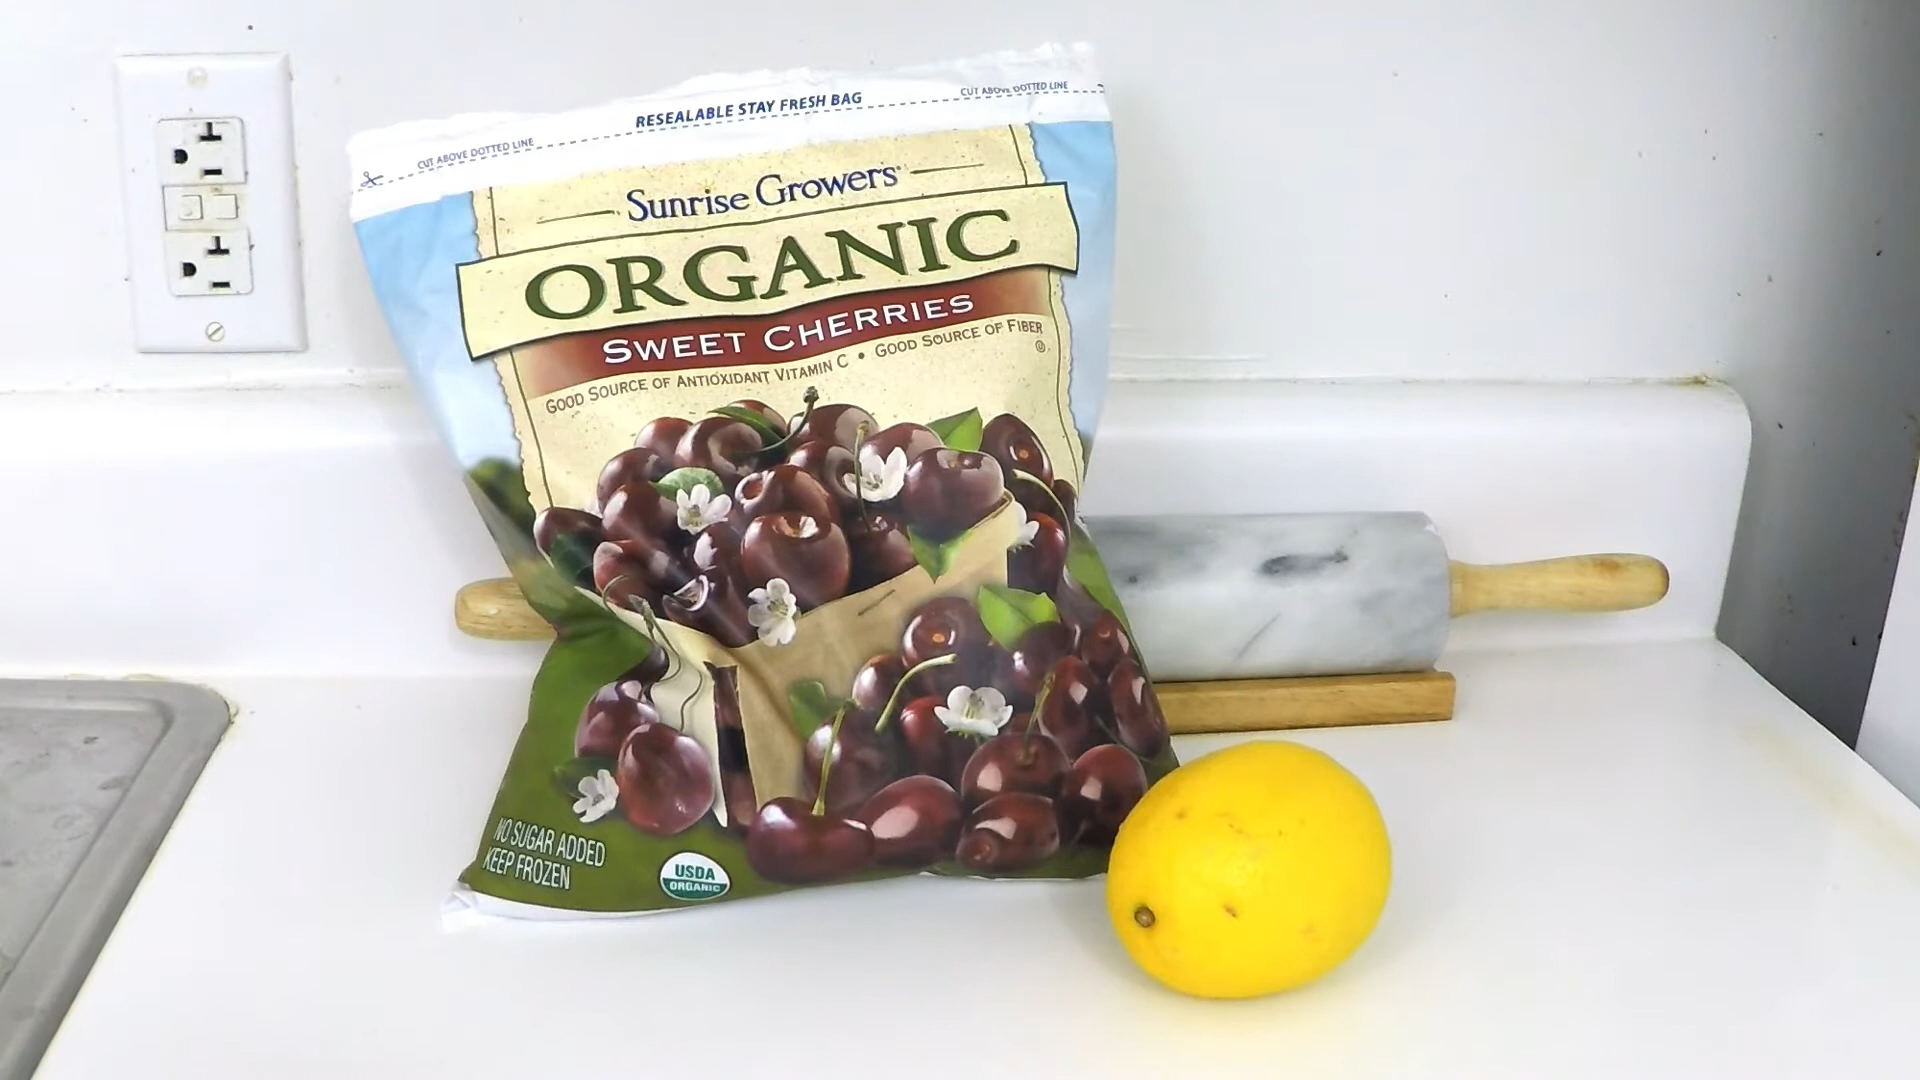 RESEALABLE STAY FRESH BAG
CUT ABOVE DOTTED LINE
CUT ABOVE DOTTED LINE
Sunrise Growers
ORGANIC
SWEET CHERRIES
GOOD SOURCE OF ANTIOXIDANT VITAMIN C • GOOD SOURCE OF FIBER
NO SUGAR ADDED
KEEP FROZEN
USDA
ORGANIC